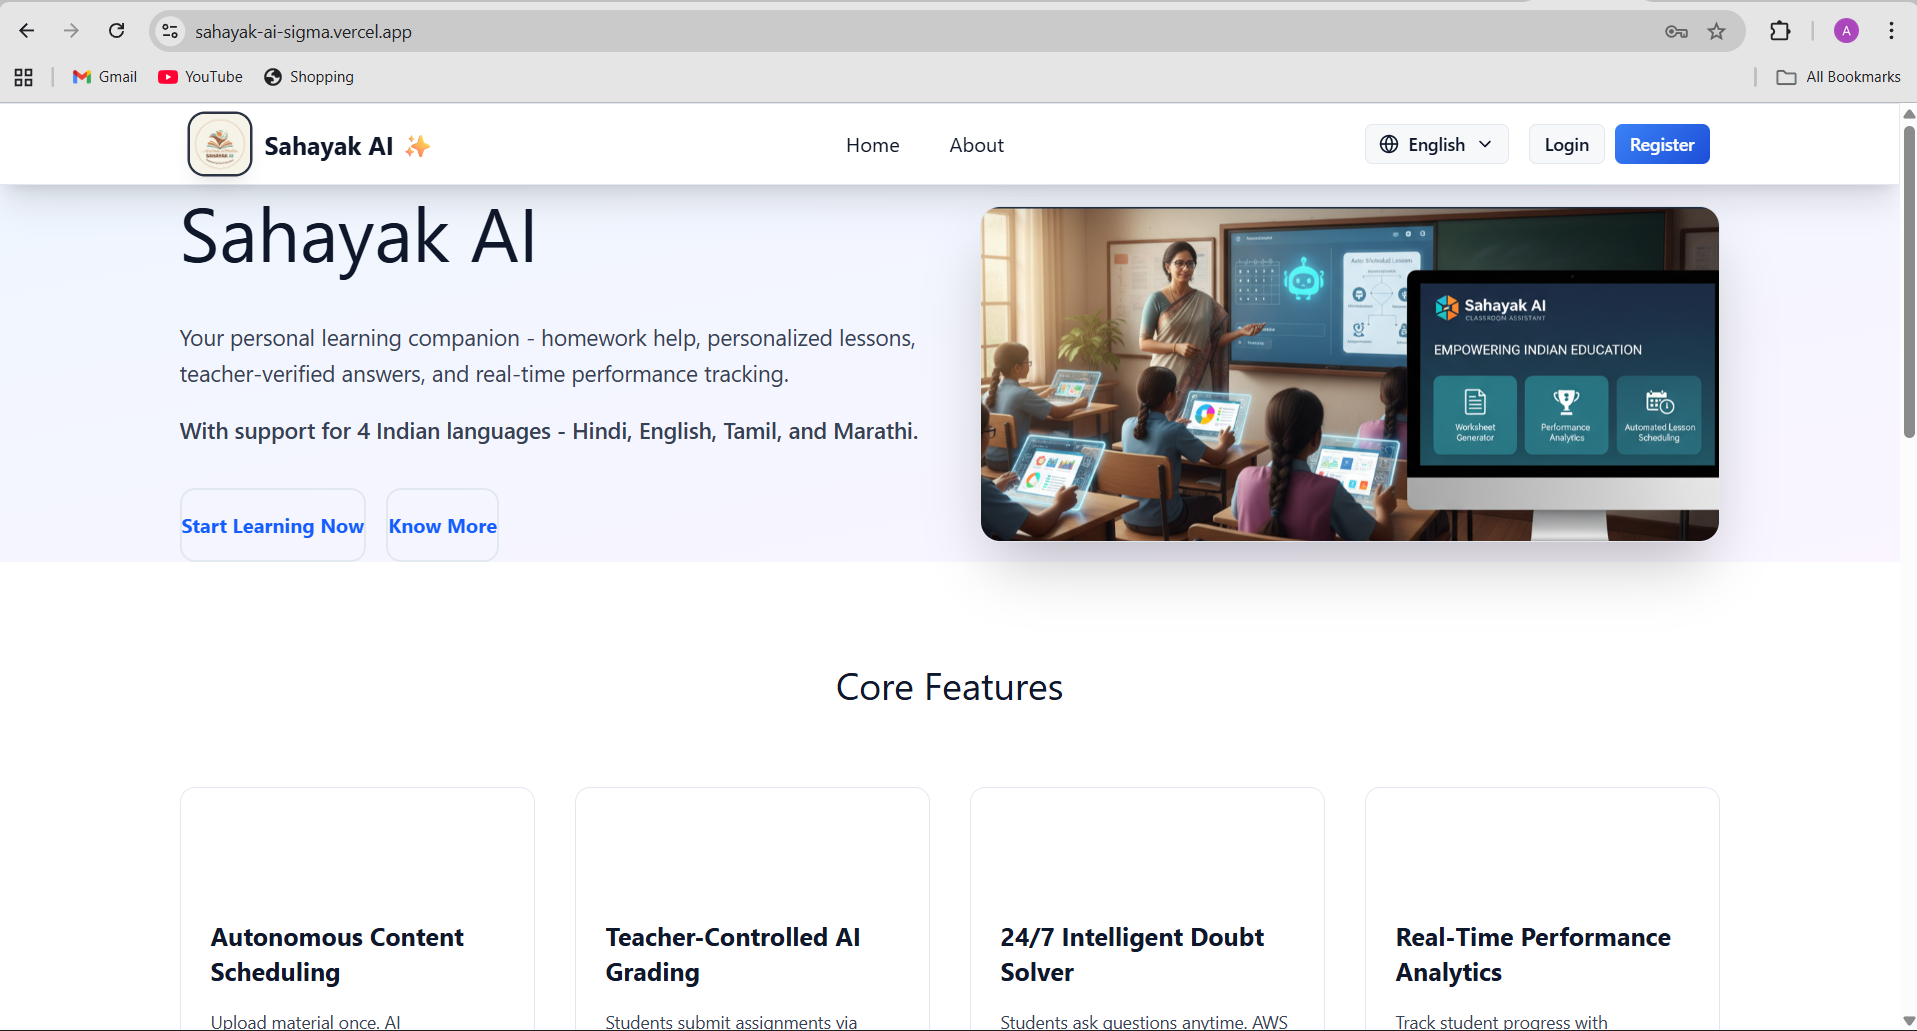 sahayak-ai-sigma.vercel.app
A
Gmail
YouTube
Shopping
All Bookmarks
SAHAYAK AI
Sahayak AI ✨
Home
About
English
Login
Register
Sahayak AI
Your personal learning companion - homework help, personalized lessons,
teacher-verified answers, and real-time performance tracking.
With support for 4 Indian languages - Hindi, English, Tamil, and Marathi.
Start Learning Now
Know More
Sahayak AI
CLASSROOM ASSISTANT
EMPOWERING INDIAN EDUCATION
Worksheet
Generator
Performance
Analytics
Automated Lesson
Scheduling
Core Features
Autonomous Content
Scheduling
Upload material once. AI
Teacher-Controlled AI
Grading
Students submit assignments via
24/7 Intelligent Doubt
Solver
Students ask questions anytime. AWS
Real-Time Performance
Analytics
Track student progress with